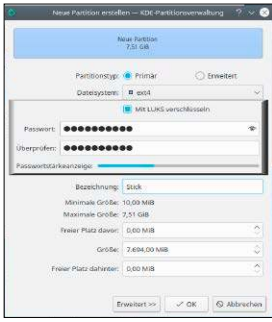 Neue Partition erstellen — KDE-Partitionsverwaltung
Neue Partition
7,51 GiB
Partitionstyp: Primär Erweitert
Dateisystem: ext4
Mit LUKS verschlüsseln
Passwort: ●●●●●●●●●●
Überprüfen: ●●●●●●●●●●
Passwortstärkeanzeige:
Bezeichnung: Stick
Minimale Größe: 10,00 MiB
Maximale Größe: 7,51 GiB
Freier Platz davor: 0,00 MiB
Größe: 7.694,00 MiB
Freier Platz dahinter: 0,00 MiB
Erweitert >> OK Abbrechen